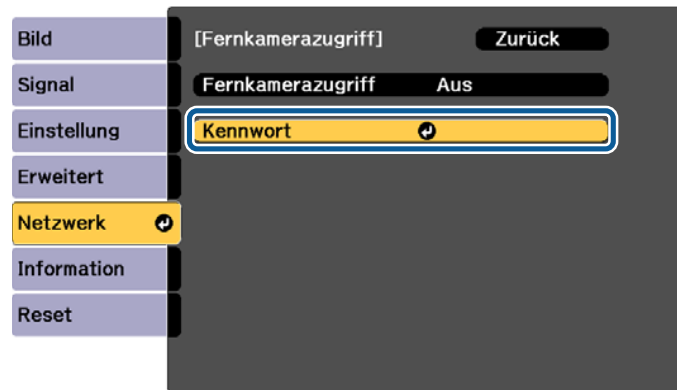 Bild
Signal
Einstellung
Erweitert
Netzwerk
Information
Reset
[Fernkamerazugriff] Zurück
Fernkamerazugriff Aus
Kennwort